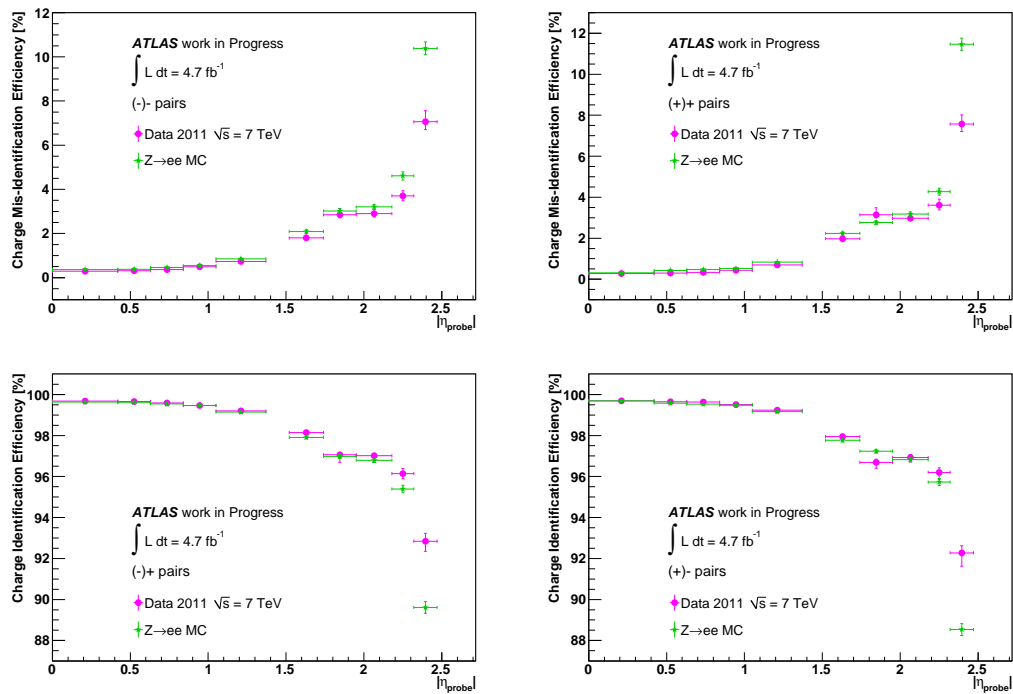 Charge Mis-Identification Efficiency [%]
12
10
8
6
4
2
0
ATLAS work in Progress
∫ L dt = 4.7 fb⁻¹
(-)- pairs
Data 2011 √s = 7 TeV
Z→ee MC
0 0.5 1 1.5 2 2.5
|ηprobe|
Charge Mis-Identification Efficiency [%]
12
10
8
6
4
2
0
ATLAS work in Progress
∫ L dt = 4.7 fb⁻¹
(+)+ pairs
Data 2011 √s = 7 TeV
Z→ee MC
0 0.5 1 1.5 2 2.5
|ηprobe|
Charge Identification Efficiency [%]
100
98
96
94
92
90
88
ATLAS work in Progress
∫ L dt = 4.7 fb⁻¹
(-)+ pairs
Data 2011 √s = 7 TeV
Z→ee MC
0 0.5 1 1.5 2 2.5
|ηprobe|
Charge Identification Efficiency [%]
100
98
96
94
92
90
88
ATLAS work in Progress
∫ L dt = 4.7 fb⁻¹
(+)- pairs
Data 2011 √s = 7 TeV
Z→ee MC
0 0.5 1 1.5 2 2.5
|ηprobe|